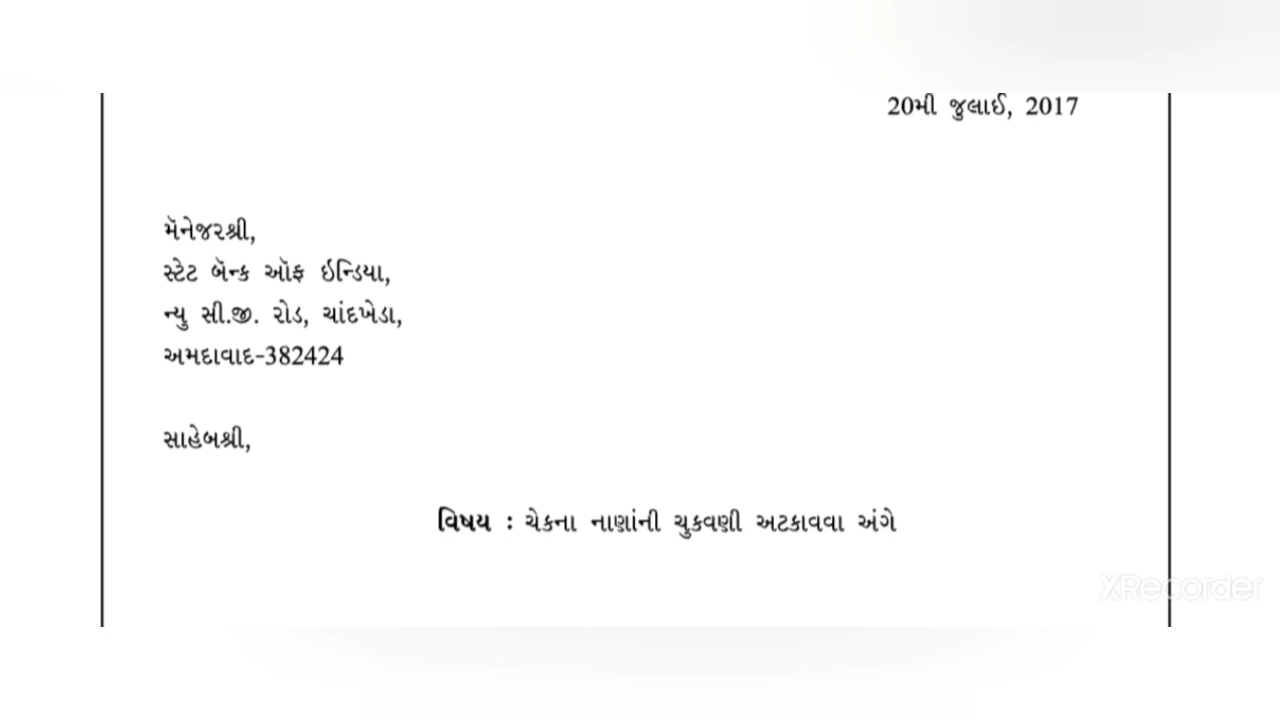 20મી જુલાઈ, 2017
મૅનેજરશ્રી,
સ્ટેટ બૅન્ક ઑફ ઇન્ડિયા,
ન્યુ સી.જી. રોડ, ચાંદખેડા,
અમદાવાદ-382424
સાહેબશ્રી,
વિષય : ચેકના નાણાંની ચુકવણી અટકાવવા અંગે
XRecorder